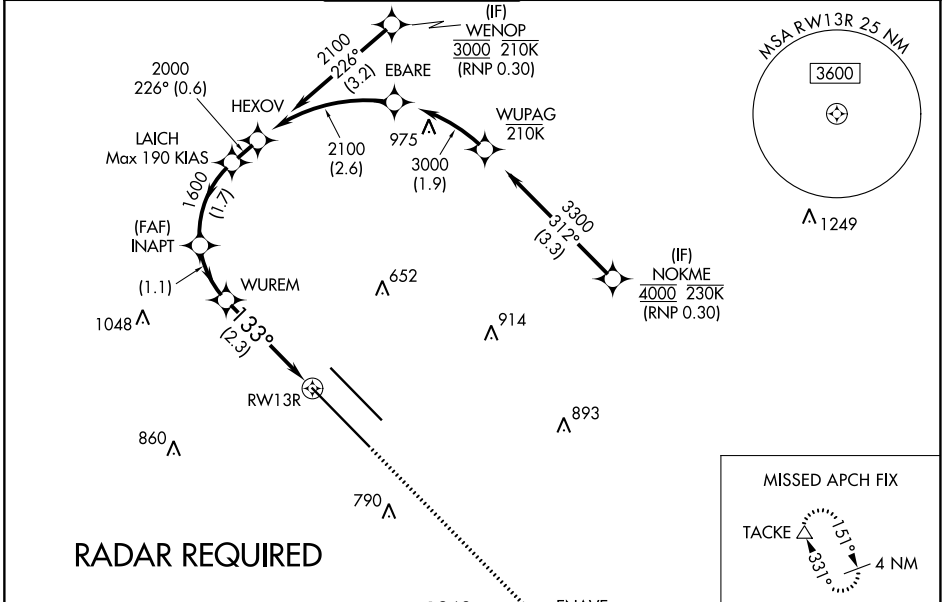 (IF)
WENOP
3000 210K
(RNP 0.30)
2100
226°
(3.2)
2000
226° (0.6)
HEXOV
EBARE
LAICH
Max 190 KIAS
2100
(2.6)
975
3000
(1.9)
WUPAG
210K
1600
(1.7)
(FAF)
INAPT
(1.1)
WUREM
3300
312°
(3.3)
(IF)
NOKME
4000 230K
(RNP 0.30)
652
914
1048
133°
(2.3)
RW13R
893
860
790
RADAR REQUIRED
MSA RW13R 25 NM
3600
1249
MISSED APCH FIX
TACKE
151°
331°
4 NM